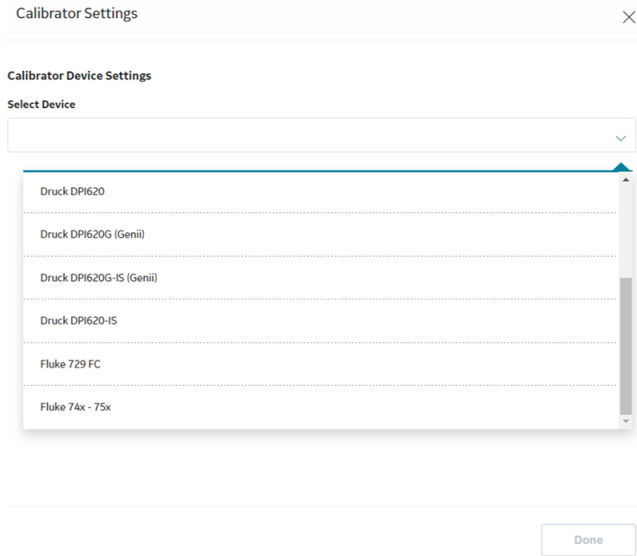 Calibrator Settings
Calibrator Device Settings
Select Device
Druck DPI620
Druck DPI620G (Genii)
Druck DPI620G-IS (Genii)
Druck DPI620-IS
Fluke 729 FC
Fluke 74x - 75x
Done